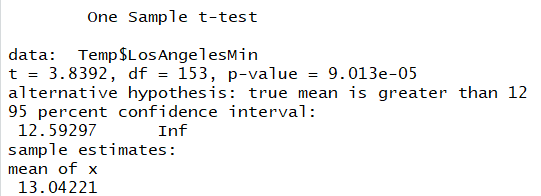 One Sample t-test
data:  Temp$LosAngelesMin
t = 3.8392, df = 153, p-value = 9.013e-05
alternative hypothesis: true mean is greater than 12
95 percent confidence interval:
 12.59297      Inf
sample estimates:
mean of x
 13.04221